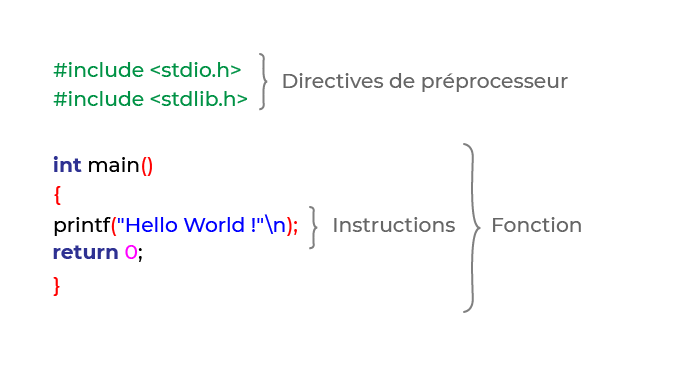 #include <stdio.h>
#include <stdlib.h>
Directives de préprocesseur
int main()
{
printf("Hello World !"\n);
return 0;
}
Instructions
Fonction